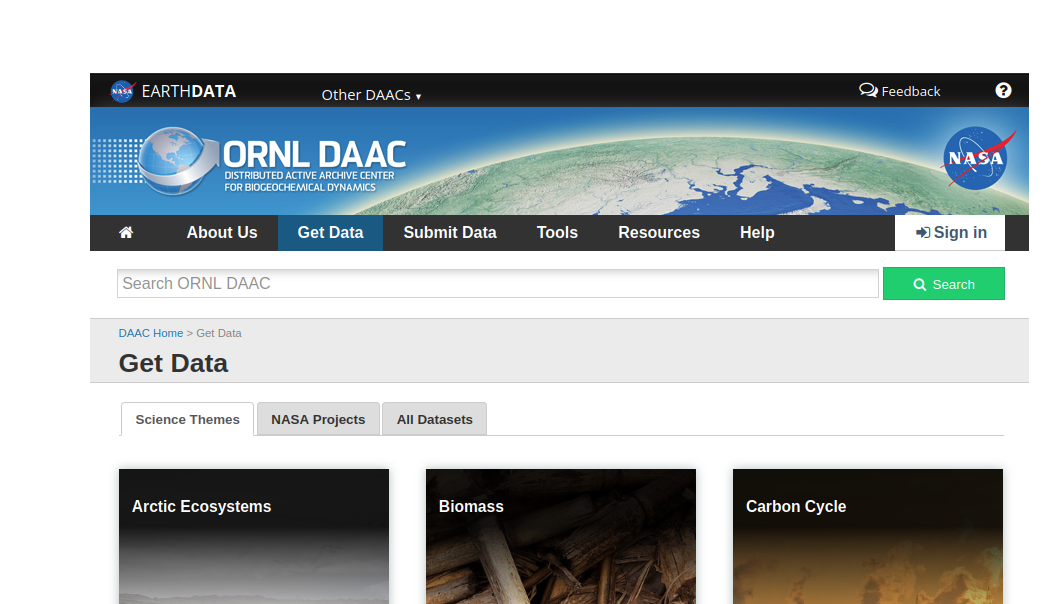 NASA EARTHDATA
Other DAACs ▾
Feedback
?
ORNL DAAC
DISTRIBUTED ACTIVE ARCHIVE CENTER
FOR BIOGEOCHEMICAL DYNAMICS
NASA
About Us
Get Data
Submit Data
Tools
Resources
Help
Sign in
Search ORNL DAAC
Search
DAAC Home > Get Data
Get Data
Science Themes
NASA Projects
All Datasets
Arctic Ecosystems
Biomass
Carbon Cycle